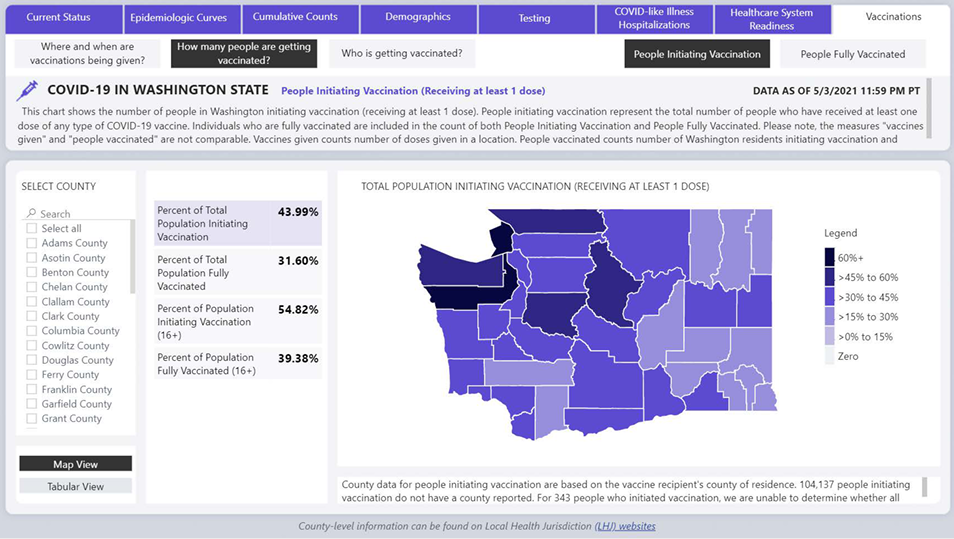 Current Status
Epidemiologic Curves
Cumulative Counts
Demographics
Testing
COVID-like Illness
Hospitalizations
Healthcare System
Readiness
Vaccinations
Where and when are
vaccinations being given?
How many people are getting
vaccinated?
Who is getting vaccinated?
People Initiating Vaccination
People Fully Vaccinated
COVID-19 IN WASHINGTON STATE People Initiating Vaccination (Receiving at least 1 dose) DATA AS OF 5/3/2021 11:59 PM PT
This chart shows the number of people in Washington initiating vaccination (receiving at least 1 dose). People initiating vaccination represent the total number of people who have received at least one
dose of any type of COVID-19 vaccine. Individuals who are fully vaccinated are included in the count of both People Initiating Vaccination and People Fully Vaccinated. Please note, the measures "vaccines
given" and "people vaccinated" are not comparable. Vaccines given counts number of doses given in a location. People vaccinated counts number of Washington residents initiating vaccination and
SELECT COUNTY
Search
Select all
Adams County
Asotin County
Benton County
Chelan County
Clallam County
Clark County
Columbia County
Cowlitz County
Douglas County
Ferry County
Franklin County
Garfield County
Grant County
Map View
Tabular View
Percent of Total
Population Initiating
Vaccination
43.99%
Percent of Total
Population Fully
Vaccinated
31.60%
Percent of Population
Initiating Vaccination
(16+)
54.82%
Percent of Population
Fully Vaccinated (16+)
39.38%
TOTAL POPULATION INITIATING VACCINATION (RECEIVING AT LEAST 1 DOSE)
Legend
60%+
>45% to 60%
>30% to 45%
>15% to 30%
>0% to 15%
Zero
County data for people initiating vaccination are based on the vaccine recipient's county of residence. 104,137 people initiating
vaccination do not have a county reported. For 343 people who initiated vaccination, we are unable to determine whether all
County-level information can be found on Local Health Jurisdiction (LHJ) websites